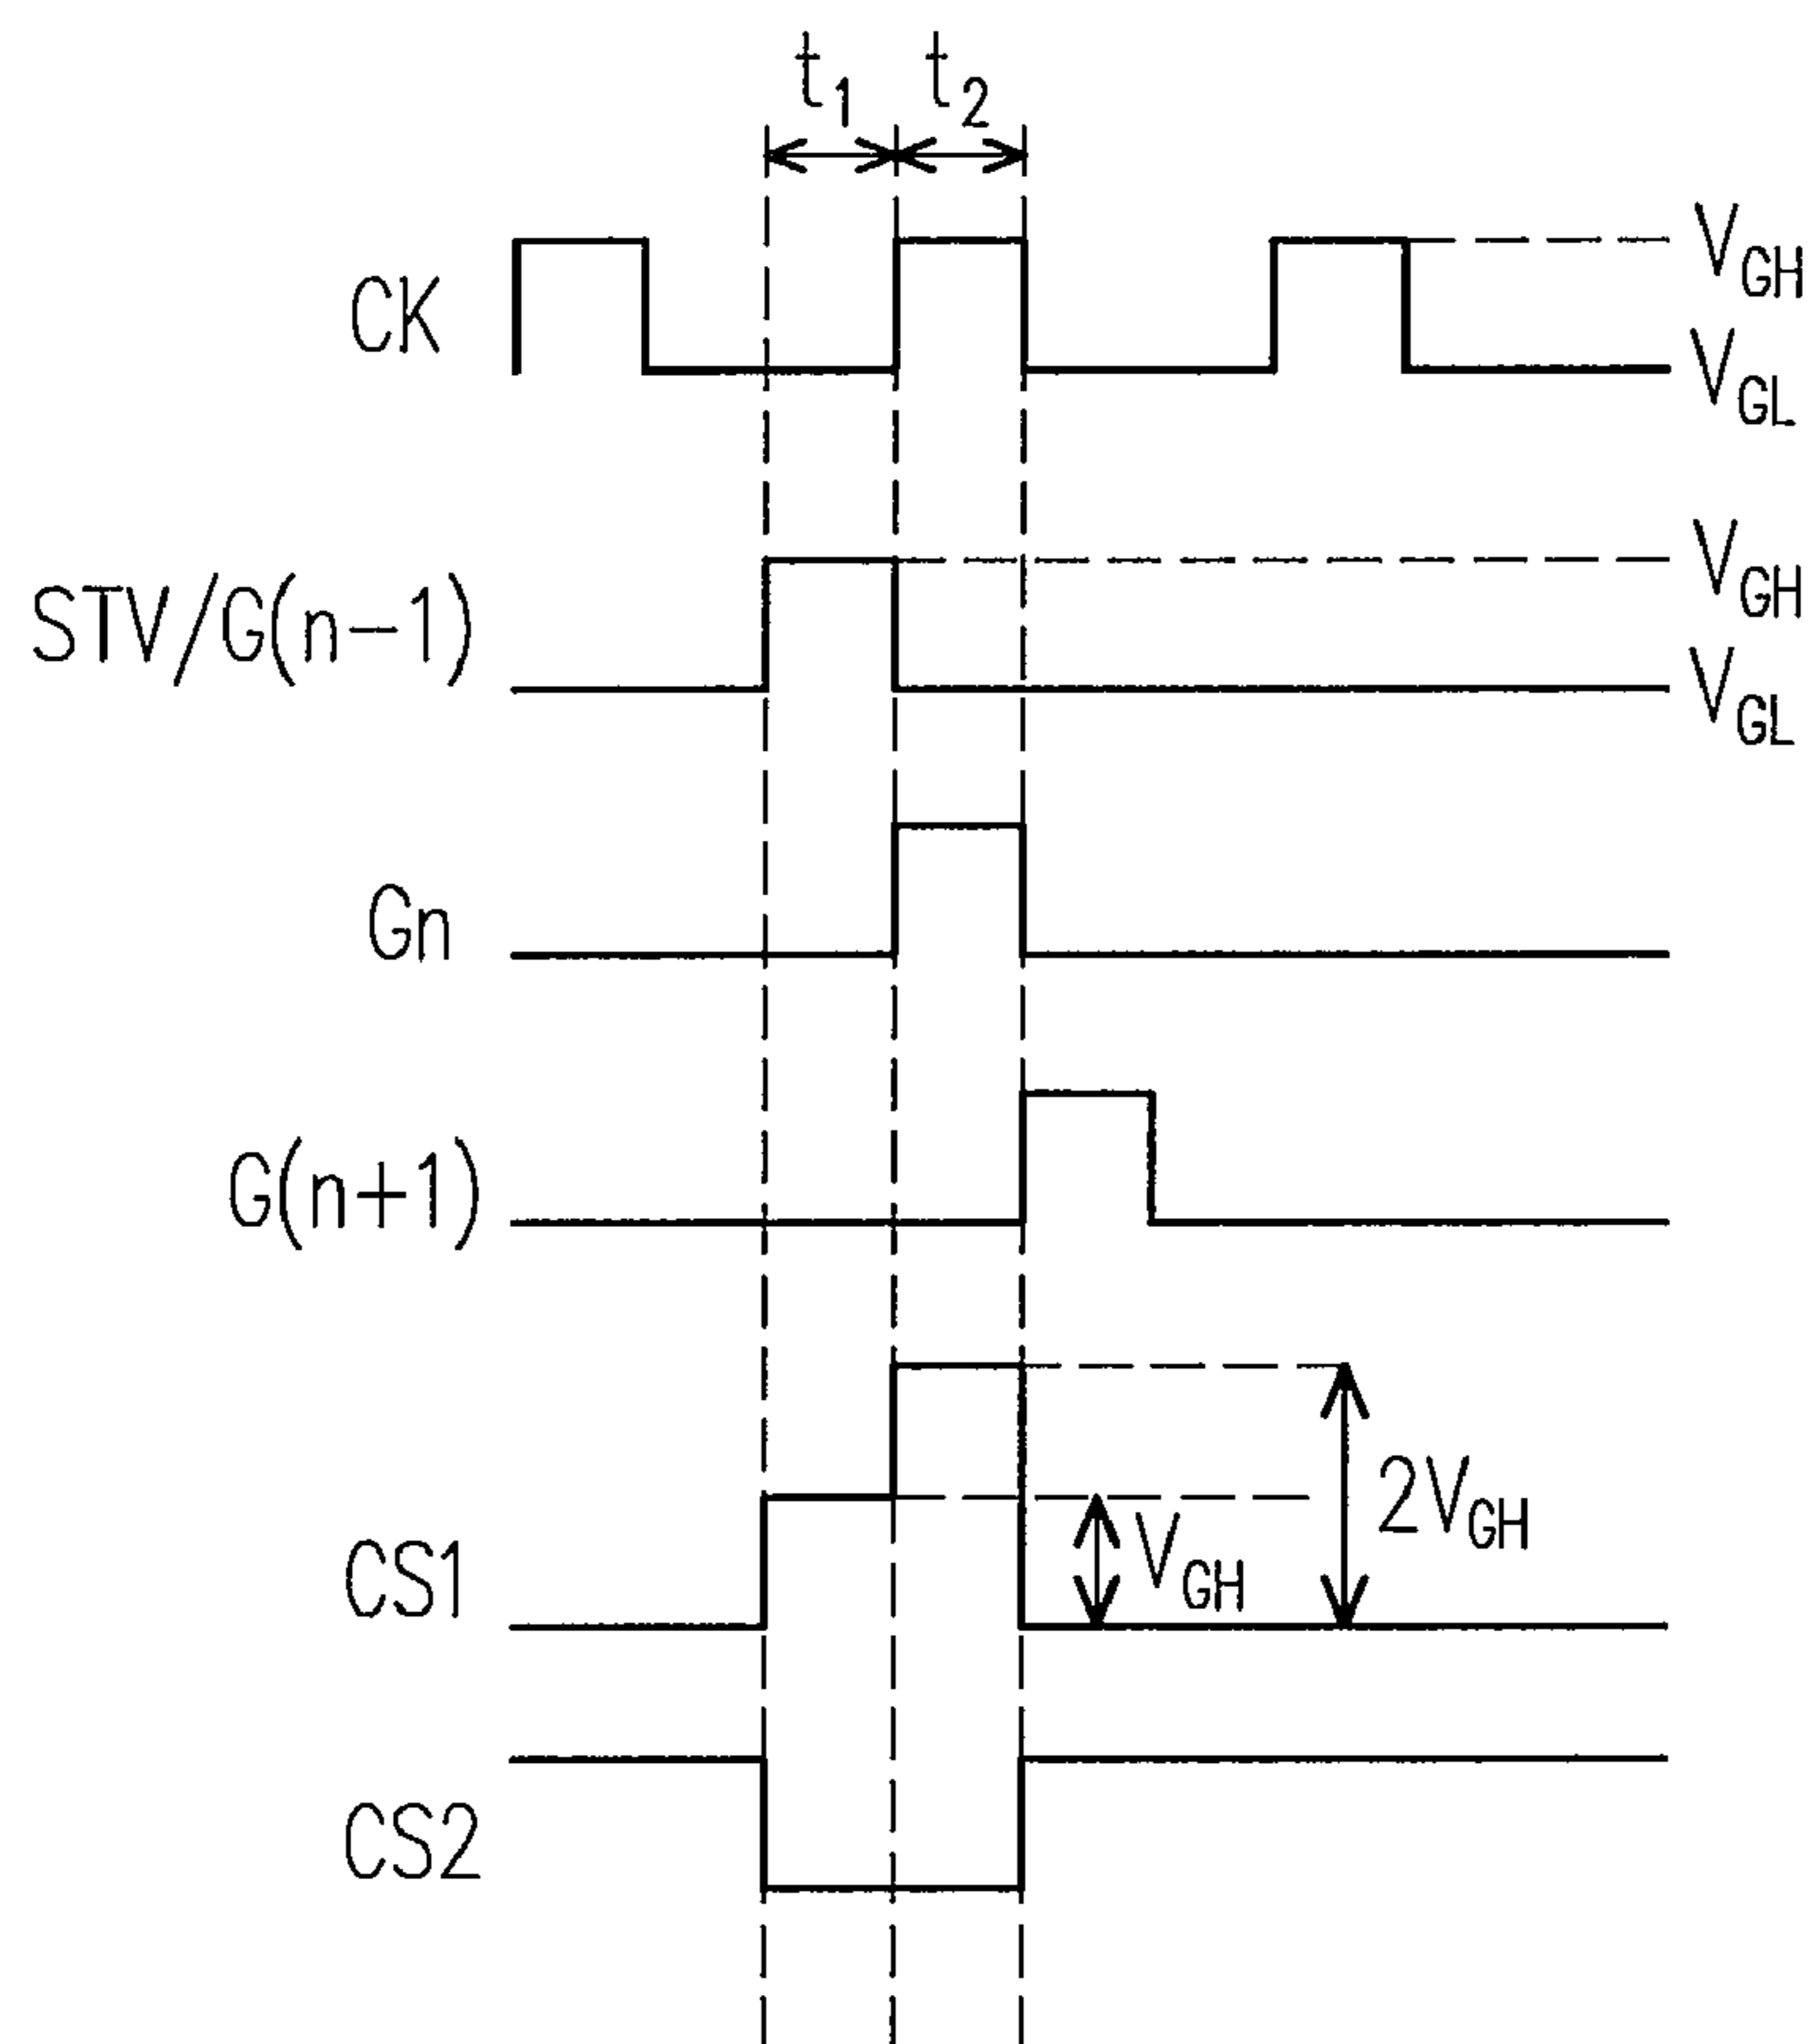 t1 t2
CK
VGH
VGL
STV/G(n-1)
VGH
VGL
Gn
G(n+1)
CS1
VGH
2VGH
CS2